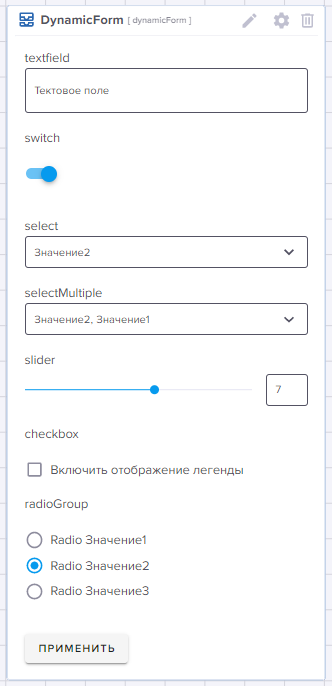 DynamicForm [ dynamicForm ]
textfield
Тектовое поле
switch
select
Значение2
selectMultiple
Значение2, Значение1
slider
7
checkbox
Включить отображение легенды
radioGroup
Radio Значение1
Radio Значение2
Radio Значение3
ПРИМЕНИТЬ